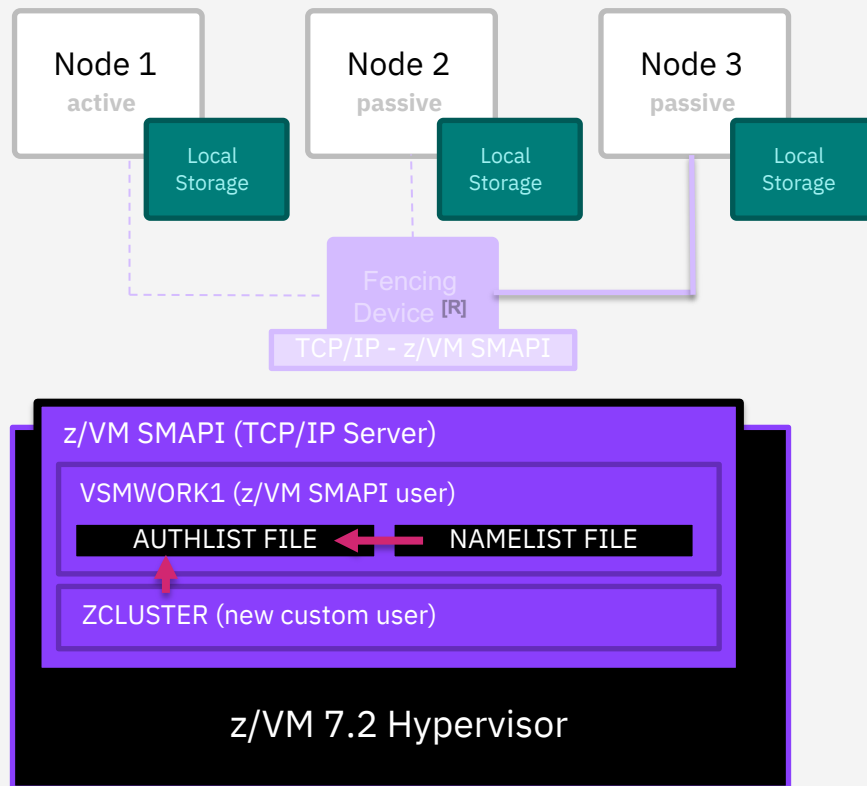 Node 1
active
Node 2
passive
Node 3
passive
Local
Storage
Local
Storage
Local
Storage
Fencing
Device [R]
TCP/IP - z/VM SMAPI
z/VM SMAPI (TCP/IP Server)
VSMWORK1 (z/VM SMAPI user)
AUTHLIST FILE
NAMELIST FILE
ZCLUSTER (new custom user)
z/VM 7.2 Hypervisor